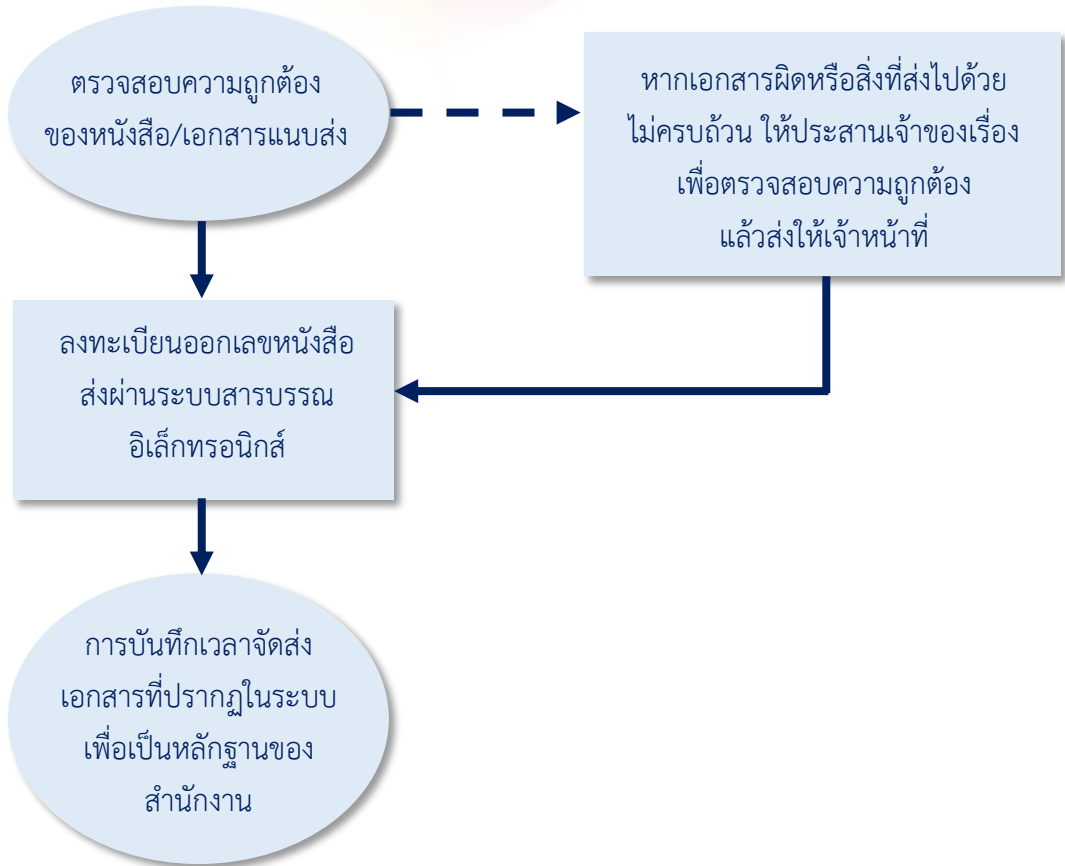 ตรวจสอบความถูกต้อง
ของหนังสือ/เอกสารแนบส่ง
หากเอกสารผิดหรือสิ่งที่ส่งไปด้วย
ไม่ครบถ้วน ให้ประสานเจ้าของเรื่อง
เพื่อตรวจสอบความถูกต้อง
แล้วส่งให้เจ้าหน้าที่
ลงทะเบียนออกเลขหนังสือ
ส่งผ่านระบบสารบรรณ
อิเล็กทรอนิกส์
การบันทึกเวลาจัดส่ง
เอกสารที่ปรากฏในระบบ
เพื่อเป็นหลักฐานของ
สำนักงาน